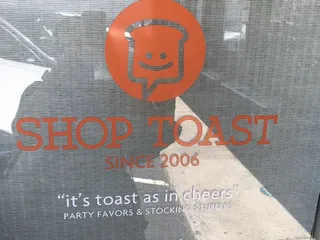 SHOP TOAST
SINCE 2006
"it's toast as in cheers"
PARTY FAVORS & STOCKING STUFFERS